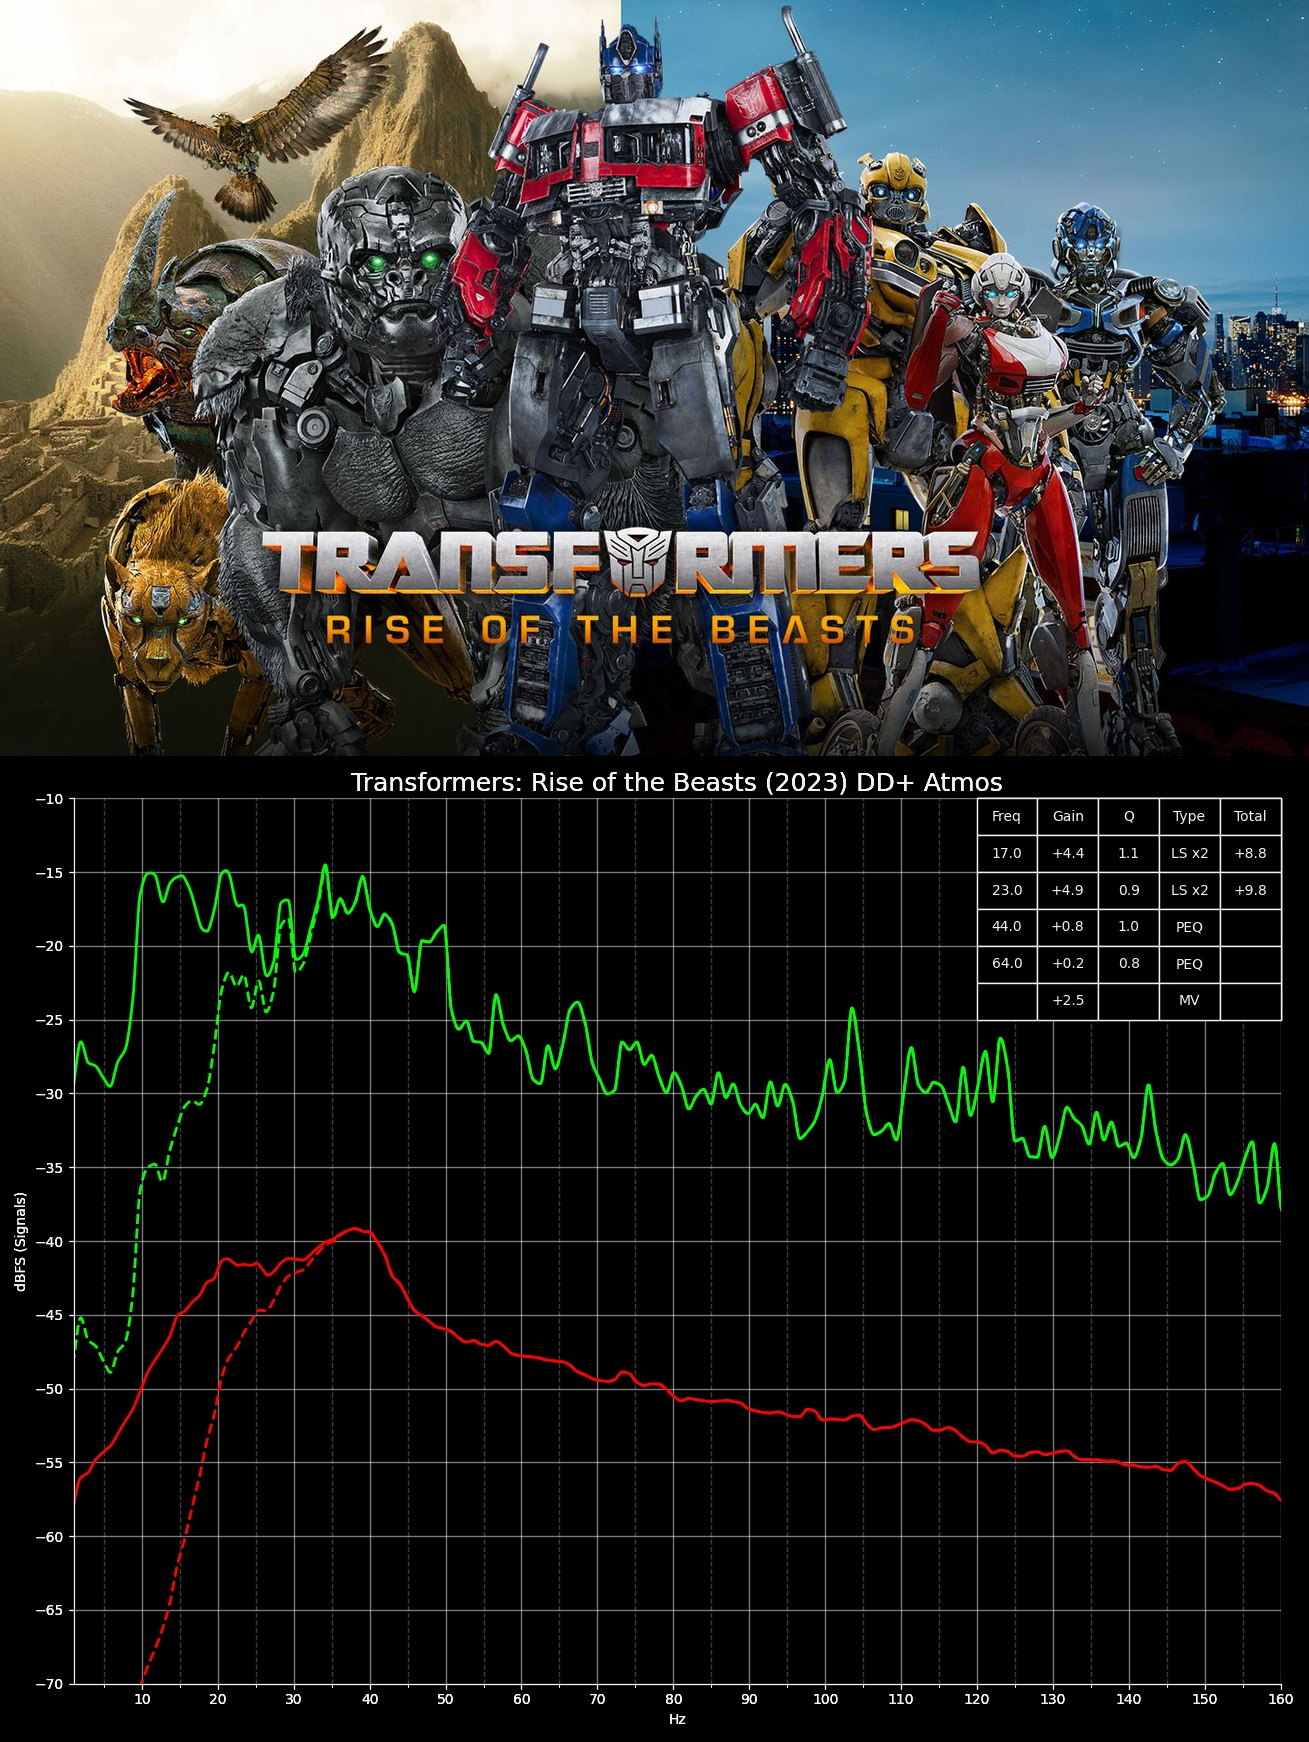 TRANSFORMERS
RISE OF THE BEASTS
Transformers: Rise of the Beasts (2023) DD+ Atmos
Freq Gain Q Type Total
17.0 +4.4 1.1 LS x2 +8.8
23.0 +4.9 0.9 LS x2 +9.8
44.0 +0.8 1.0 PEQ
64.0 +0.2 0.8 PEQ
+2.5 MV
dBFS (Signals)
−10
−15
−20
−25
−30
−35
−40
−45
−50
−55
−60
−65
−70
10 20 30 40 50 60 70 80 90 100 110 120 130 140 150 160
Hz